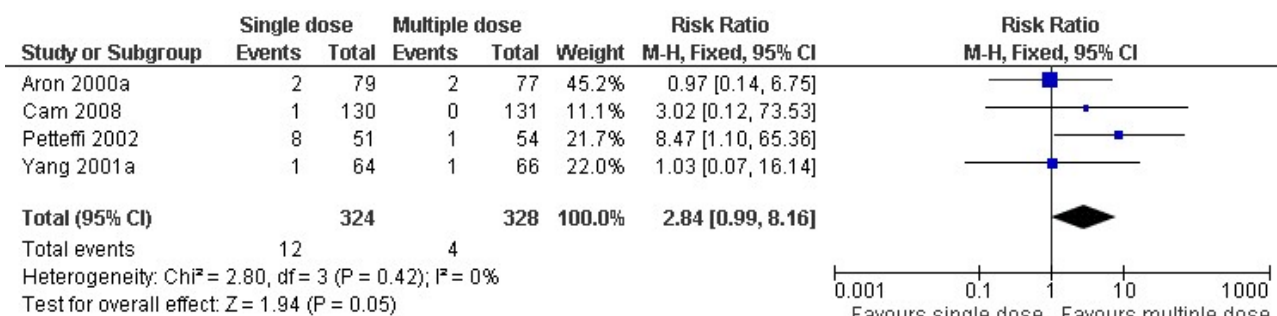 Single dose Multiple dose Risk Ratio Risk Ratio
Study or Subgroup Events Total Events Total Weight M-H, Fixed, 95% CI M-H, Fixed, 95% CI
Aron 2000a 2 79 2 77 45.2% 0.97 [0.14, 6.75]
Cam 2008 1 130 0 131 11.1% 3.02 [0.12, 73.53]
Petteffi 2002 8 51 1 54 21.7% 8.47 [1.10, 65.36]
Yang 2001a 1 64 1 66 22.0% 1.03 [0.07, 16.14]
Total (95% CI) 324 328 100.0% 2.84 [0.99, 8.16]
Total events 12 4
Heterogeneity: Chi² = 2.80, df = 3 (P = 0.42); I² = 0%
Test for overall effect: Z = 1.94 (P = 0.05)
0.001 0.1 1 10 1000
Favours single dose Favours multiple dose